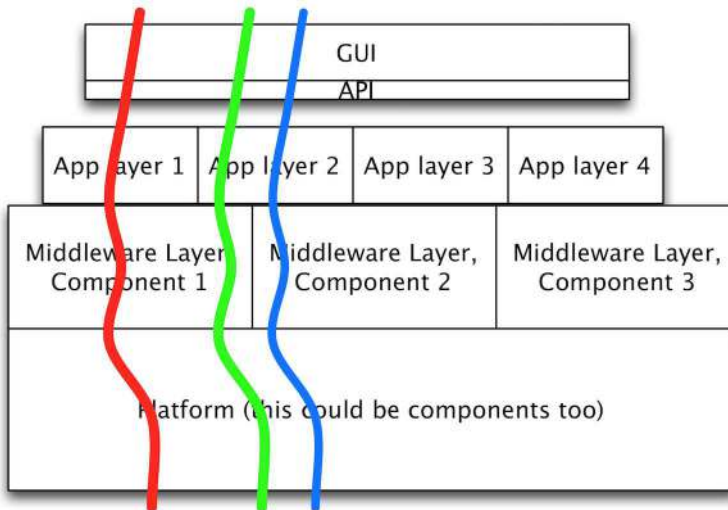 GUI
API
App layer 1 App layer 2 App layer 3 App layer 4
Middleware Layer, Middleware Layer, Middleware Layer,
Component 1 Component 2 Component 3
Platform (this could be components too)